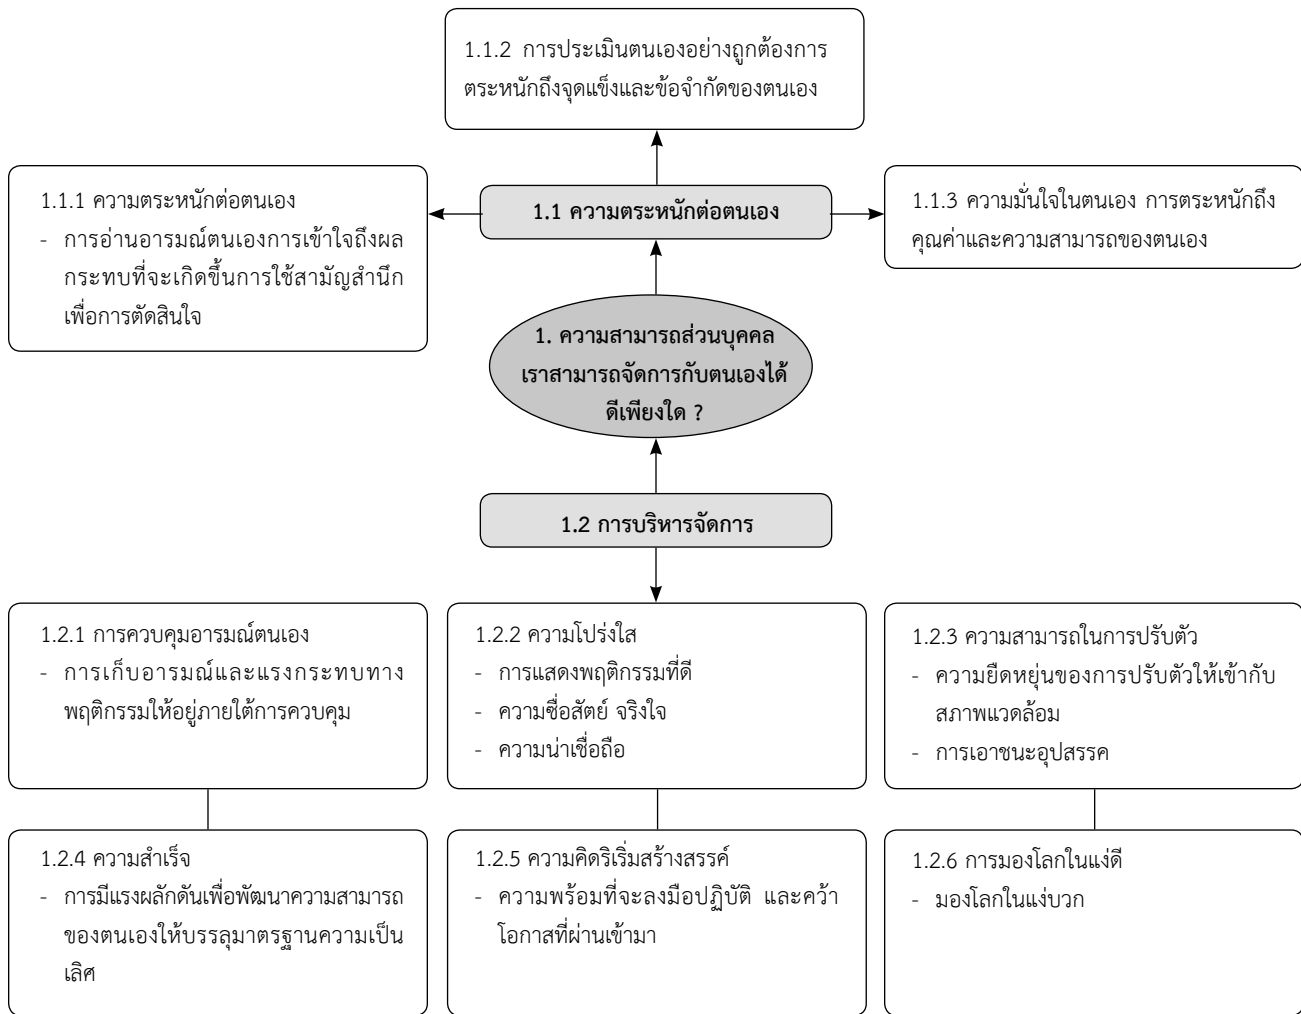 1.1.2 การประเมินตนเองอย่างถูกต้องการ
ตระหนักถึงจุดแข็งและข้อจำกัดของตนเอง
1.1.1 ความตระหนักต่อตนเอง
- การอ่านอารมณ์ตนเองการเข้าใจถึงผล
กระทบที่จะเกิดขึ้นการใช้สามัญสำนึก
เพื่อการตัดสินใจ
1.1 ความตระหนักต่อตนเอง
1.1.3 ความมั่นใจในตนเอง การตระหนักถึง
คุณค่าและความสามารถของตนเอง
1. ความสามารถส่วนบุคคล
เราสามารถจัดการกับตนเองได้
ดีเพียงใด ?
1.2 การบริหารจัดการ
1.2.1 การควบคุมอารมณ์ตนเอง
- การเก็บอารมณ์และแรงกระทบทาง
พฤติกรรมให้อยู่ภายใต้การควบคุม
1.2.2 ความโปร่งใส
- การแสดงพฤติกรรมที่ดี
- ความซื่อสัตย์ จริงใจ
- ความน่าเชื่อถือ
1.2.3 ความสามารถในการปรับตัว
- ความยืดหยุ่นของการปรับตัวให้เข้ากับ
สภาพแวดล้อม
- การเอาชนะอุปสรรค
1.2.4 ความสำเร็จ
- การมีแรงผลักดันเพื่อพัฒนาความสามารถ
ของตนเองให้บรรลุมาตรฐานความเป็น
เลิศ
1.2.5 ความคิดริเริ่มสร้างสรรค์
- ความพร้อมที่จะลงมือปฏิบัติ และคว้า
โอกาสที่ผ่านเข้ามา
1.2.6 การมองโลกในแง่ดี
- มองโลกในแง่บวก